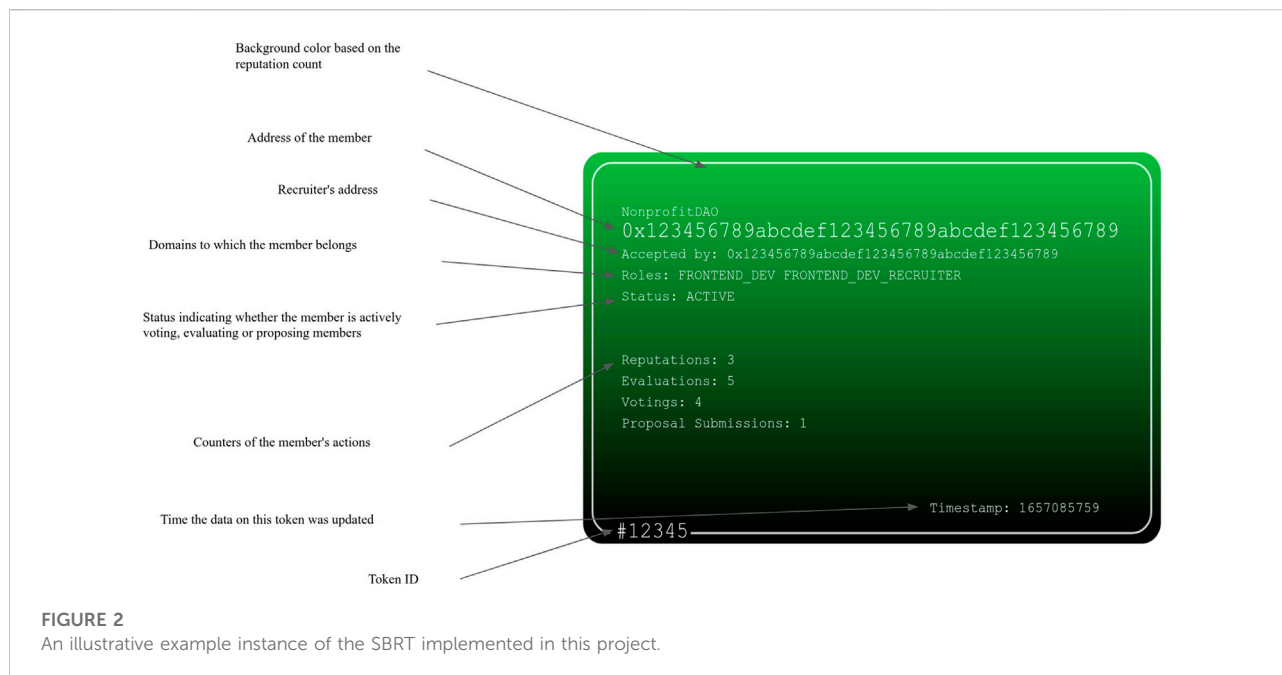 Background color based on the
reputation count
Address of the member
Recruiter's address
Domains to which the member belongs
Status indicating whether the member is actively
voting, evaluating or proposing members
Counters of the member's actions
Time the data on this token was updated
Token ID
NonprofitDAO
0x123456789abcdef123456789abcdef123456789
Accepted by: 0x123456789abcdef123456789abcdef123456789
Roles: FRONTEND_DEV FRONTEND_DEV_RECRUITER
Status: ACTIVE
Reputations: 3
Evaluations: 5
Votings: 4
Proposal Submissions: 1
Timestamp: 1657085759
#12345
FIGURE 2
An illustrative example instance of the SBRT implemented in this project.